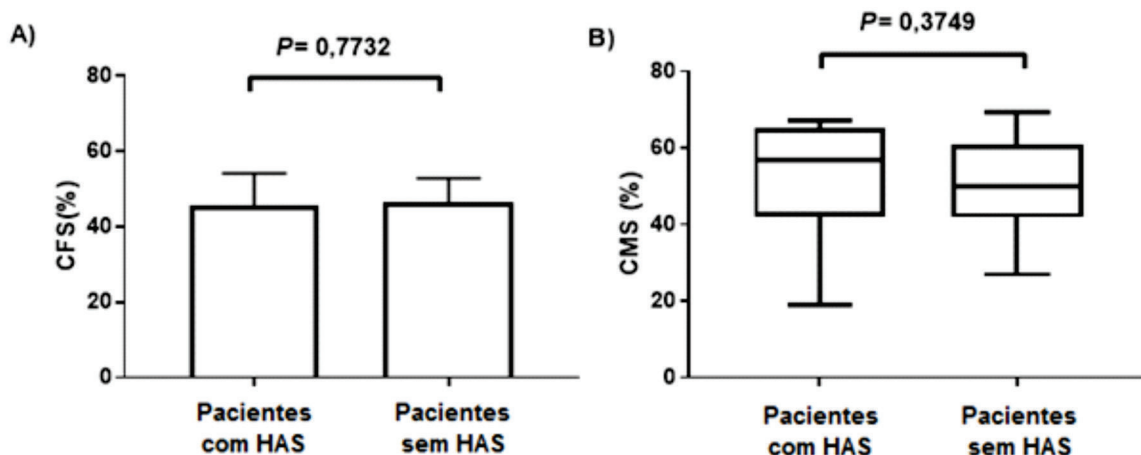 A)
P= 0,7732
CFS(%)
80
60
40
20
0
Pacientes
com HAS
Pacientes
sem HAS
B)
P= 0,3749
CMS (%)
80
60
40
20
0
Pacientes
com HAS
Pacientes
sem HAS